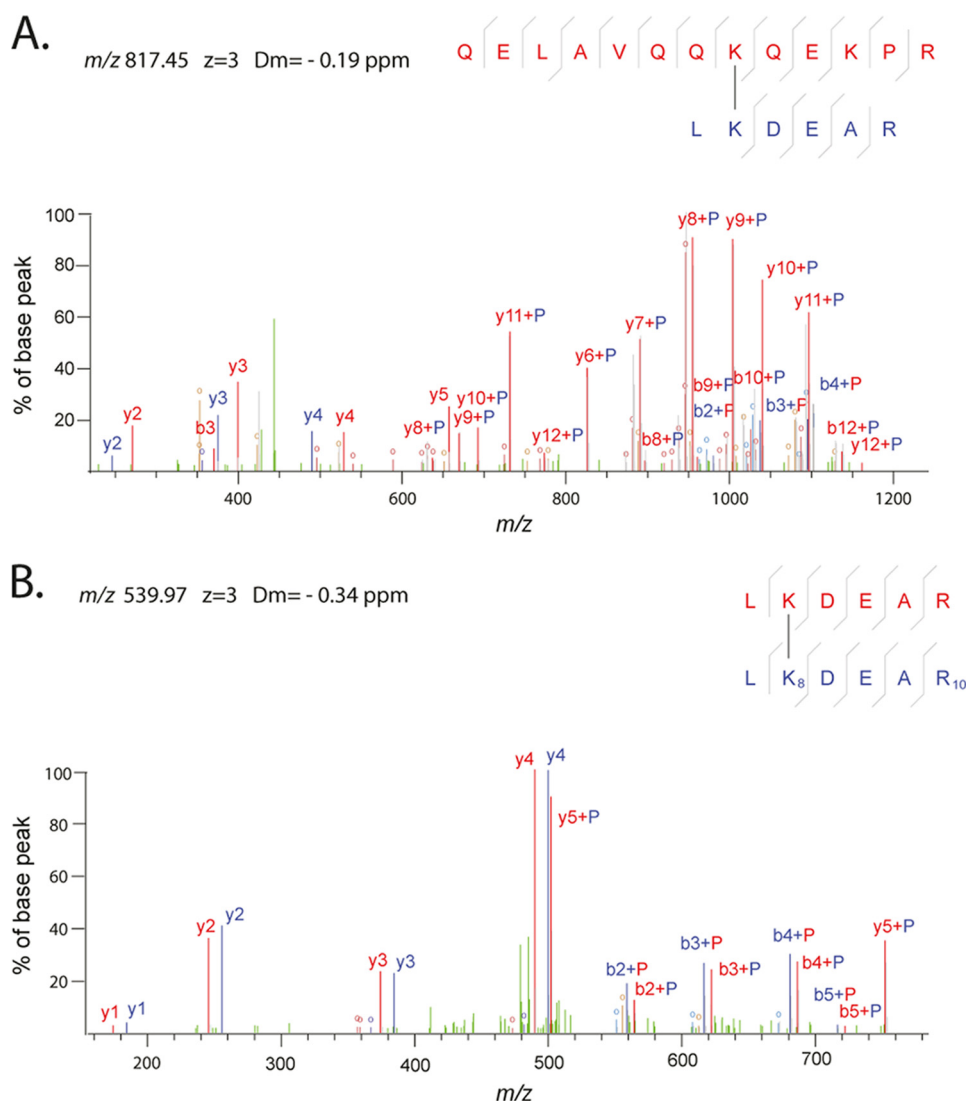 A.
m/z 817.45 z=3 Dm= - 0.19 ppm
Q E L A V Q Q K Q E K P R
L K D E A R
% of base peak
100
80
60
40
20
y2
y2
b3
y3
y3
y4
y4
y8+P
y5
y10+P
y9+P
y11+P
y12+P
y6+P
y7+P
b8+P
y8+P
b9+P
b2+P
y9+P
b10+P
y10+P
b3+P
y11+P
b4+P
b12+P
y12+P
400
600
800
1000
1200
m/z
B.
m/z 539.97 z=3 Dm= - 0.34 ppm
L K D E A R
L K8 D E A R10
% of base peak
100
80
60
40
20
y1
y1
y2
y2
y3
y3
y4
y4
y5+P
b2+P
b2+P
b3+P
b3+P
b4+P
b4+P
b5+P
b5+P
y5+P
200
400
500
600
700
m/z